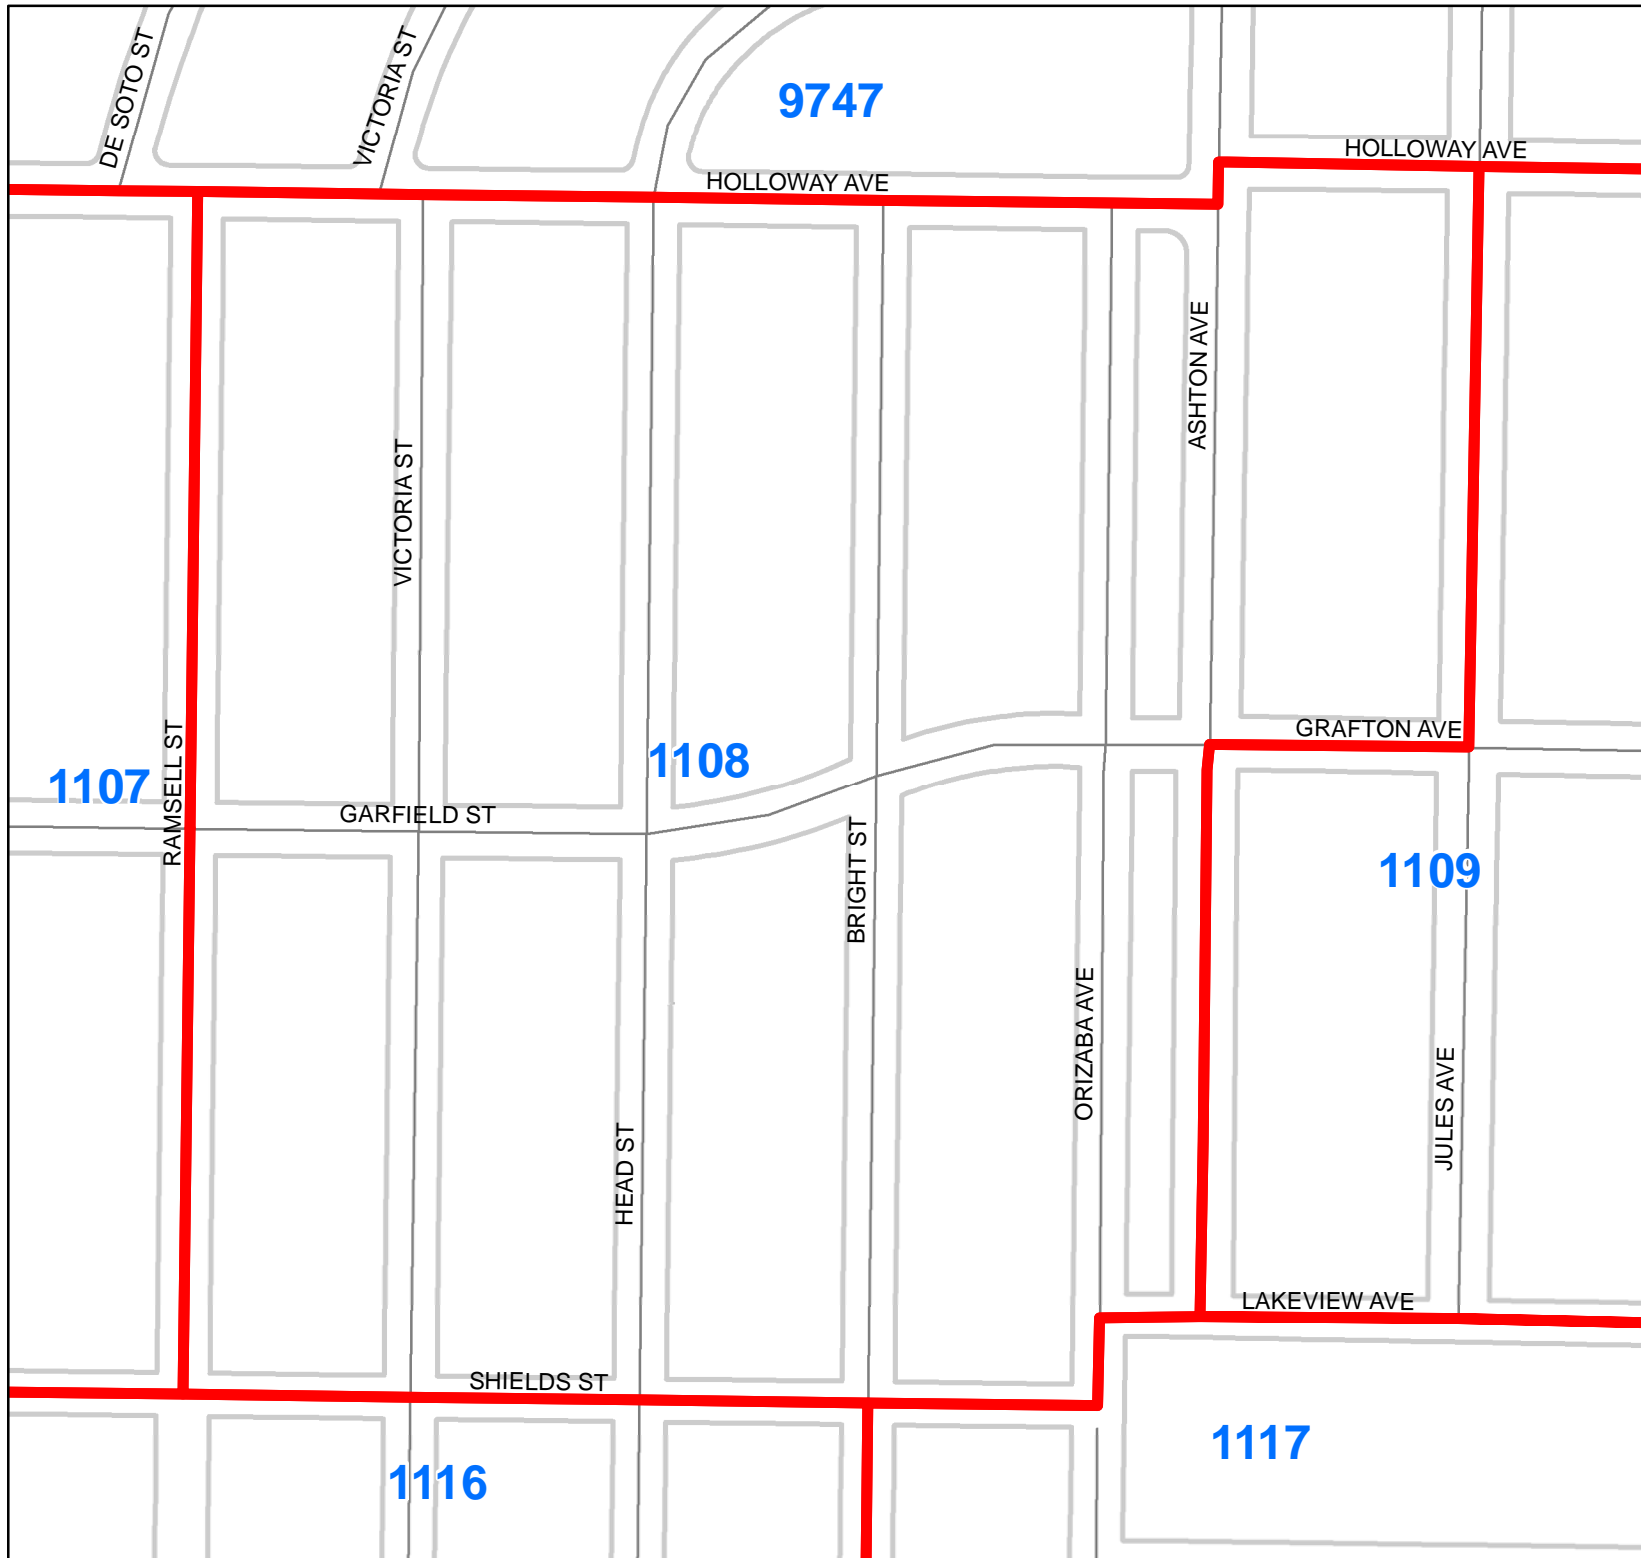 DE SOTO ST
VICTORIA ST
9747
HOLLOWAY AVE
HOLLOWAY AVE
ASHTON AVE
VICTORIA ST
RAMSELL ST
1107
1108
GRAFTON AVE
GARFIELD ST
BRIGHT ST
1109
ORIZABA AVE
JULES AVE
HEAD ST
LAKEVIEW AVE
SHIELDS ST
1116
1117